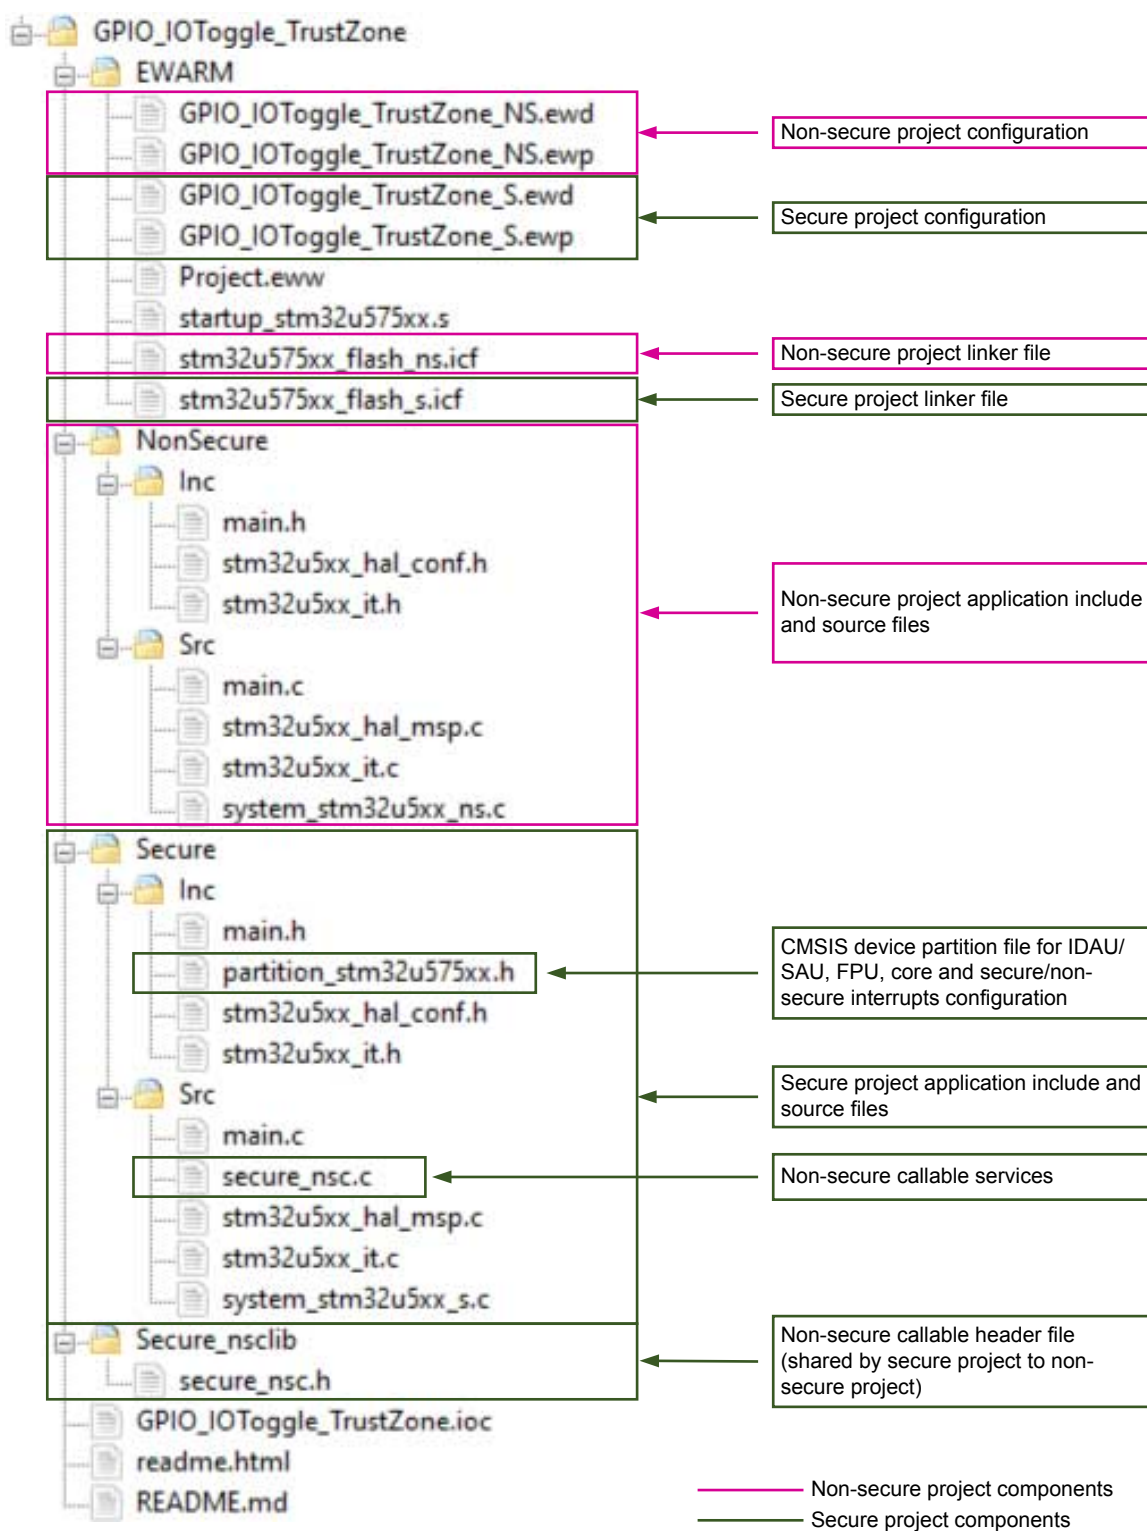 GPIO_IOToggle_TrustZone
EWARM
GPIO_IOToggle_TrustZone_NS.ewd
GPIO_IOToggle_TrustZone_NS.ewp
Non-secure project configuration
GPIO_IOToggle_TrustZone_S.ewd
GPIO_IOToggle_TrustZone_S.ewp
Secure project configuration
Project.eww
startup_stm32u575xx.s
stm32u575xx_flash_ns.icf
Non-secure project linker file
stm32u575xx_flash_s.icf
Secure project linker file
NonSecure
Inc
main.h
stm32u5xx_hal_conf.h
stm32u5xx_it.h
Non-secure project application include
and source files
Src
main.c
stm32u5xx_hal_msp.c
stm32u5xx_it.c
system_stm32u5xx_ns.c
Secure
Inc
main.h
partition_stm32u575xx.h
CMSIS device partition file for IDAU/
SAU, FPU, core and secure/non-
secure interrupts configuration
stm32u5xx_hal_conf.h
stm32u5xx_it.h
Src
Secure project application include and
source files
main.c
secure_nsc.c
Non-secure callable services
stm32u5xx_hal_msp.c
stm32u5xx_it.c
system_stm32u5xx_s.c
Secure_nsclib
secure_nsc.h
Non-secure callable header file
(shared by secure project to non-
secure project)
GPIO_IOToggle_TrustZone.ioc
readme.html
README.md
Non-secure project components
Secure project components